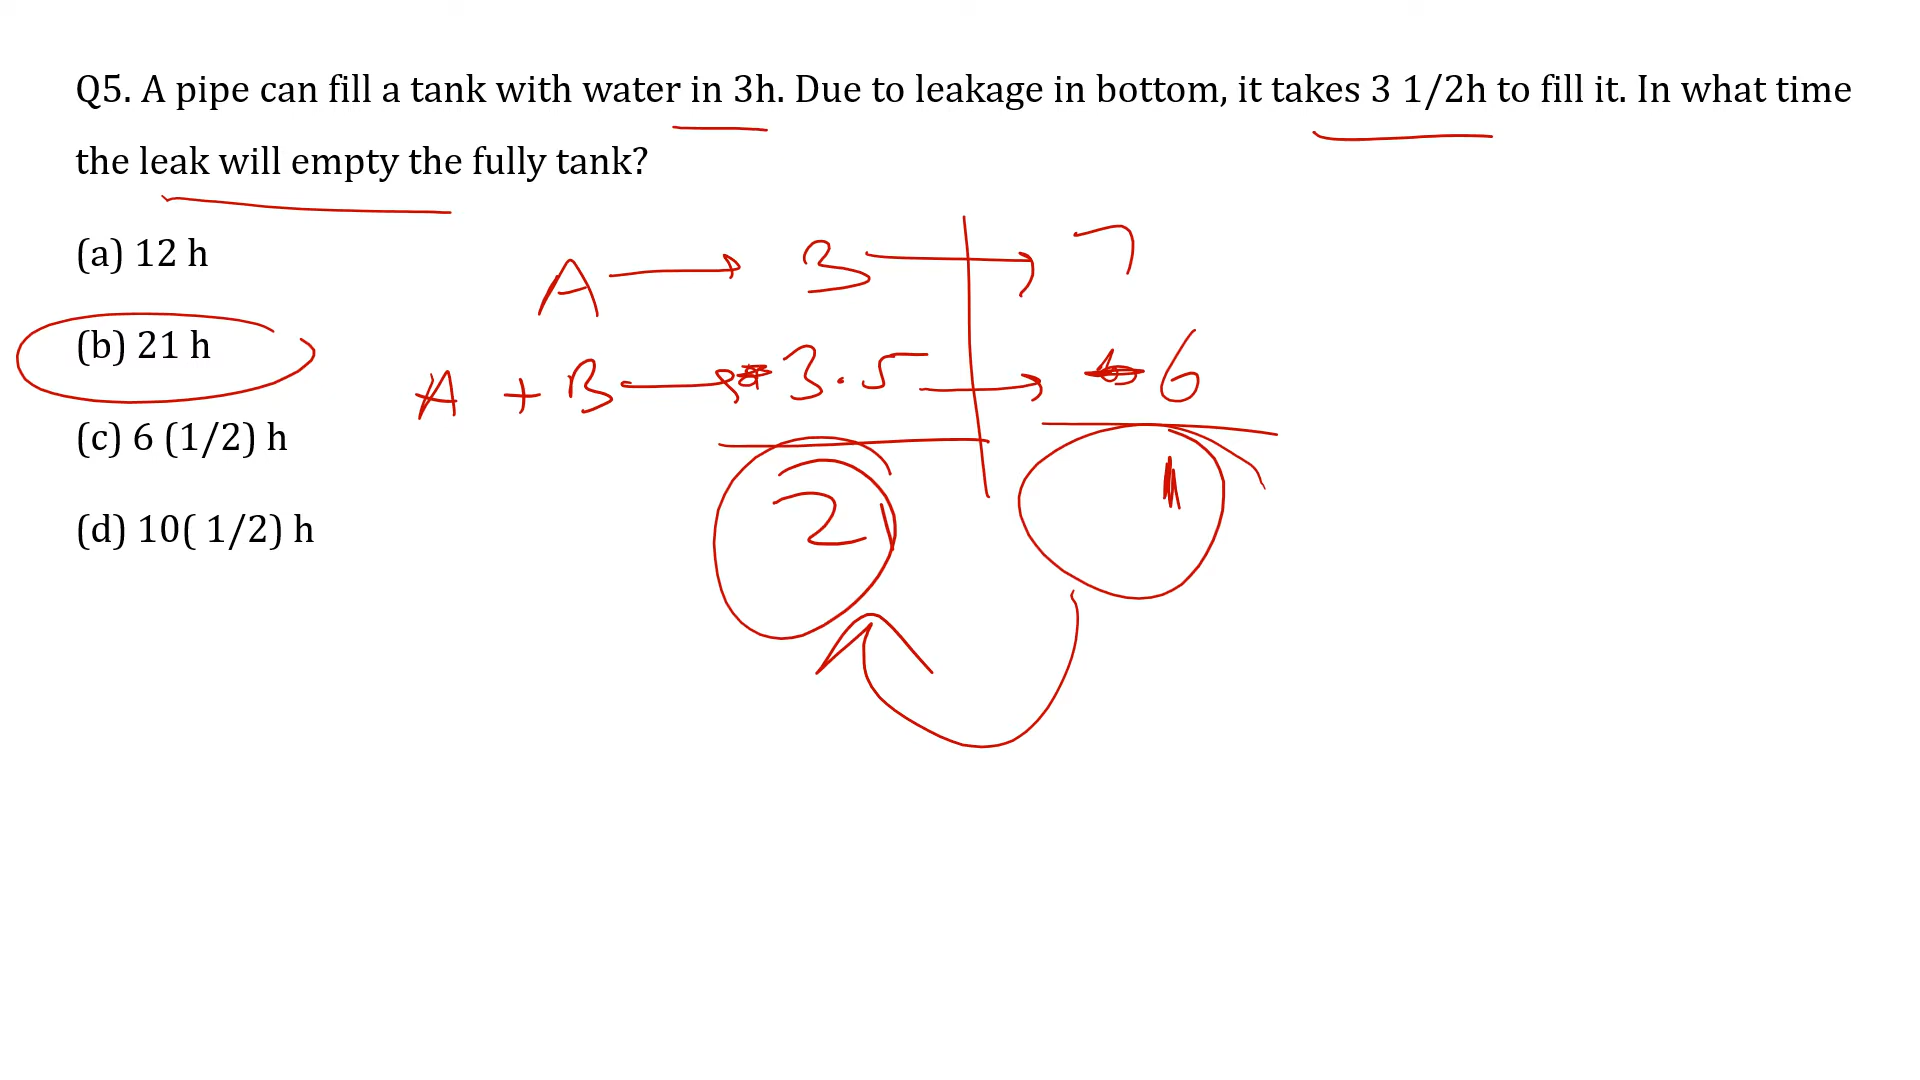 Q5. A pipe can fill a tank with water in 3h. Due to leakage in bottom, it takes 3 1/2h to fill it. In what time
the leak will empty the fully tank?
(a) 12 h
(b) 21 h
(c) 6 (1/2) h
(d) 10( 1/2) h
A 3 7
A + B 3.5 6
21 1